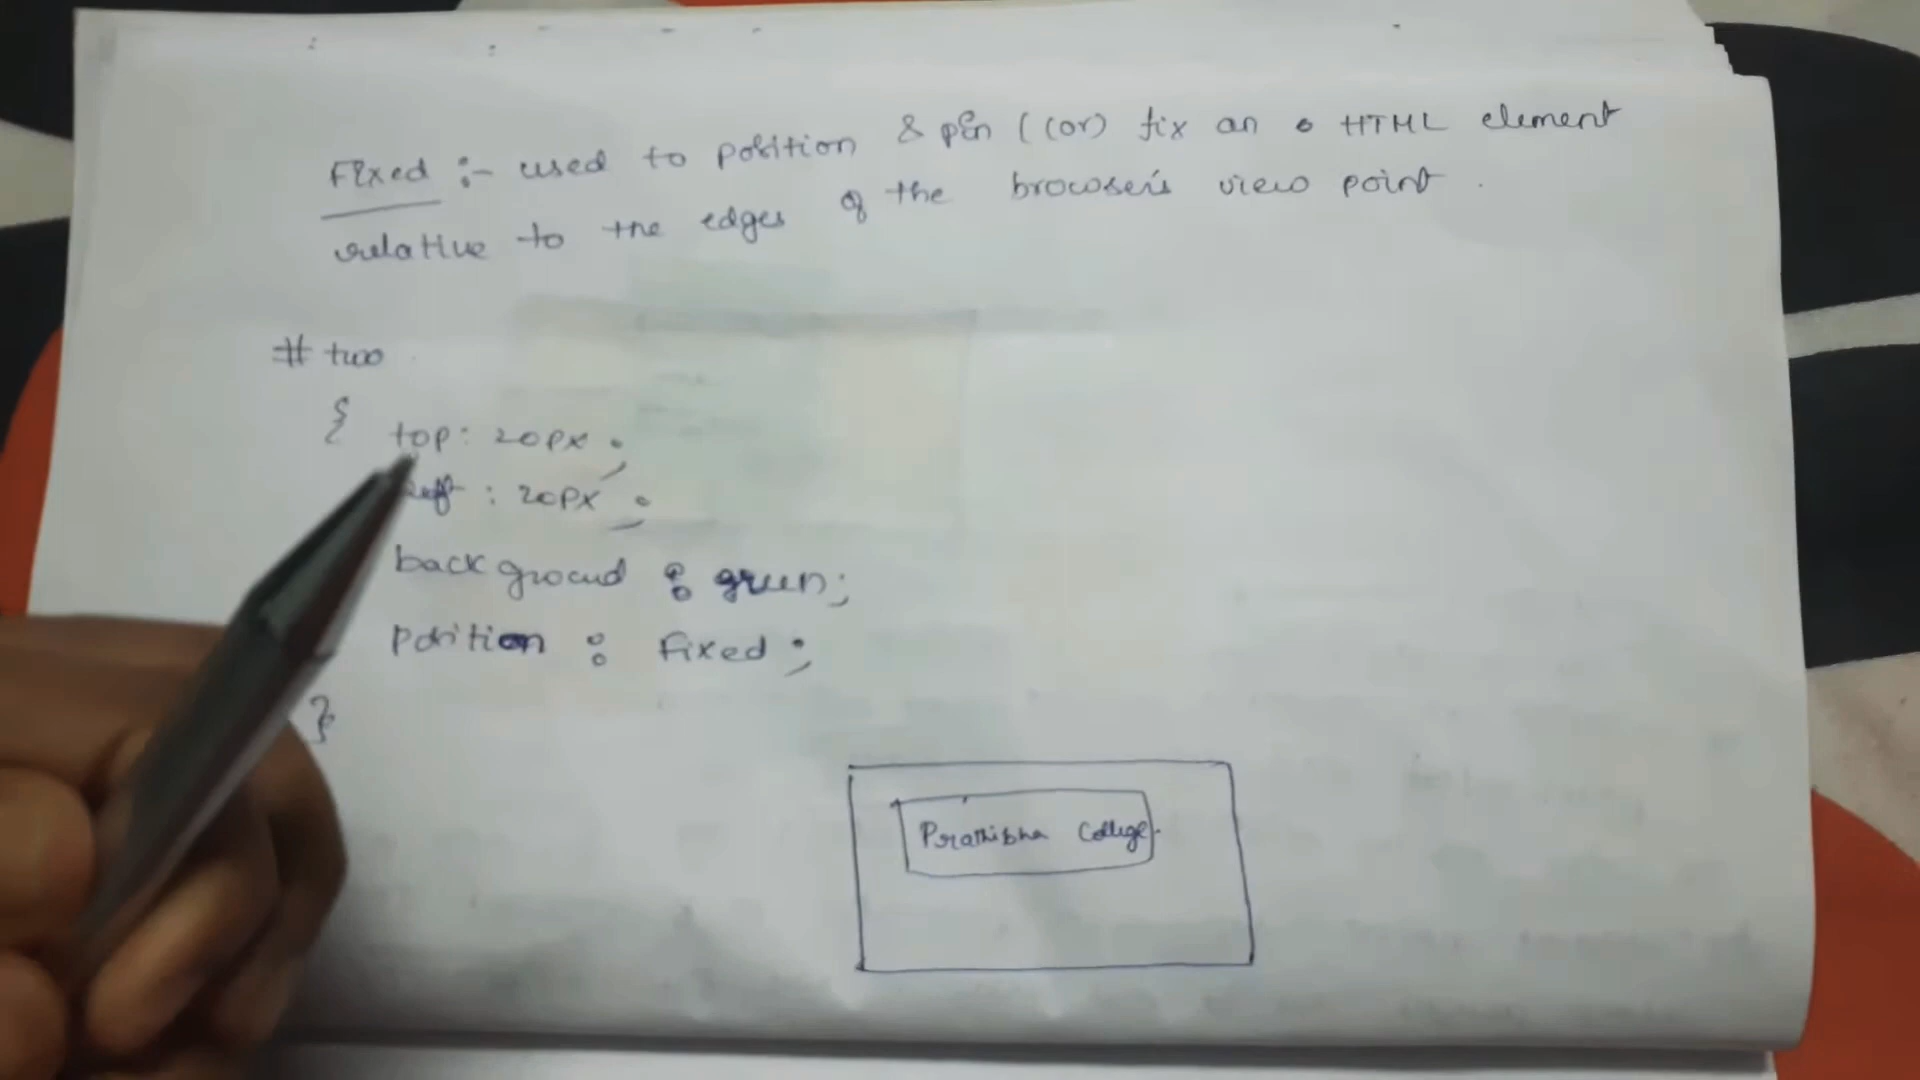 Fixed :- used to position & pin ((or) fix an HTML element
relative to the edges of the browser's view point.
# two
{ top: 20px;
left : 20px;
background : green;
position : fixed;
}
Prathibha College.